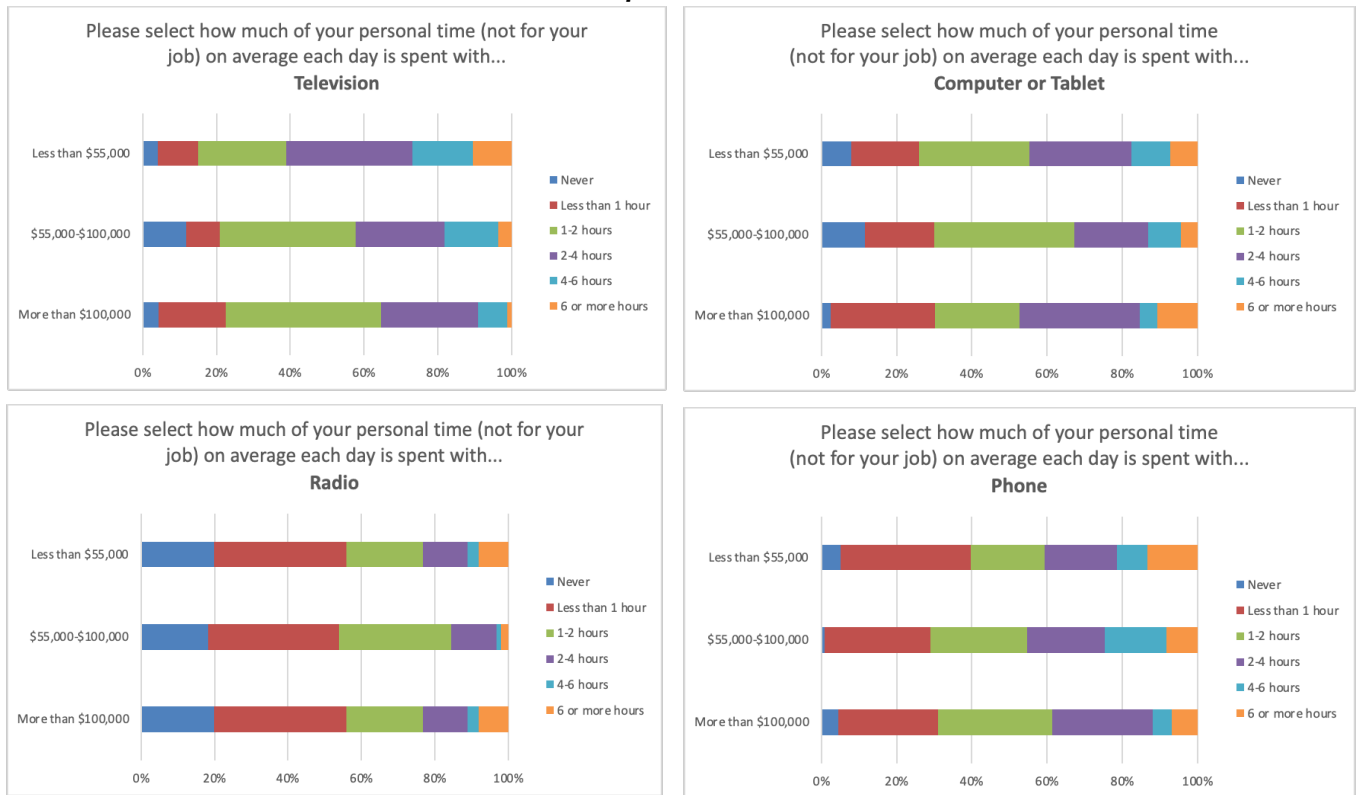 Please select how much of your personal time (not for your
job) on average each day is spent with...
Television
Less than $55,000
$55,000-$100,000
More than $100,000
0% 20% 40% 60% 80% 100%
Never
Less than 1 hour
1-2 hours
2-4 hours
4-6 hours
6 or more hours
Please select how much of your personal time
(not for your job) on average each day is spent with...
Computer or Tablet
Less than $55,000
$55,000-$100,000
More than $100,000
0% 20% 40% 60% 80% 100%
Never
Less than 1 hour
1-2 hours
2-4 hours
4-6 hours
6 or more hours
Please select how much of your personal time (not for your
job) on average each day is spent with...
Radio
Less than $55,000
$55,000-$100,000
More than $100,000
0% 20% 40% 60% 80% 100%
Never
Less than 1 hour
1-2 hours
2-4 hours
4-6 hours
6 or more hours
Please select how much of your personal time
(not for your job) on average each day is spent with...
Phone
Less than $55,000
$55,000-$100,000
More than $100,000
0% 20% 40% 60% 80% 100%
Never
Less than 1 hour
1-2 hours
2-4 hours
4-6 hours
6 or more hours